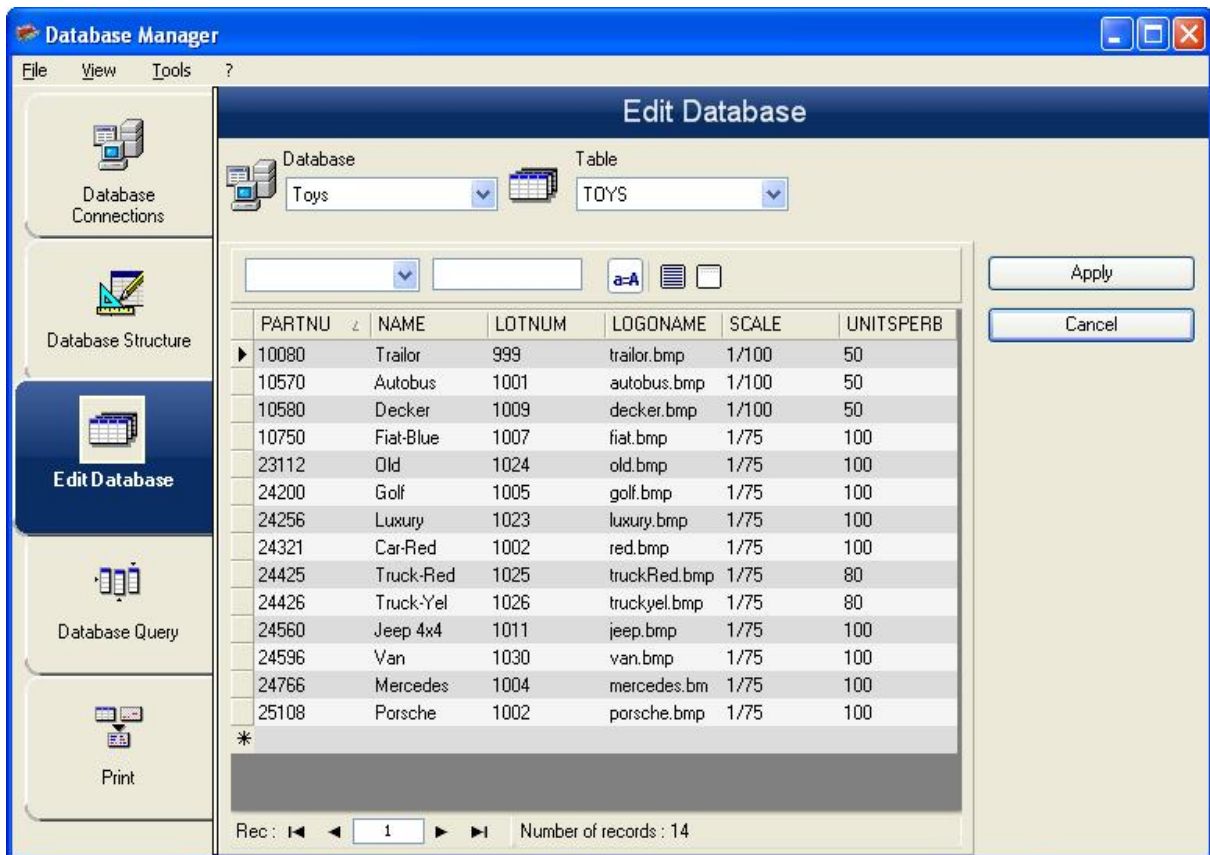 Database Manager
File View Tools ?
Edit Database
Database
Connections
Database Structure
Edit Database
Database Query
Print
Database
Toys
Table
TOYS
a=A
Apply
Cancel
PARTNU NAME LOTNUM LOGONAME SCALE UNITSPERB
10080 Trailor 999 trailor.bmp 1/100 50
10570 Autobus 1001 autobus.bmp 1/100 50
10580 Decker 1009 decker.bmp 1/100 50
10750 Fiat-Blue 1007 fiat.bmp 1/75 100
23112 Old 1024 old.bmp 1/75 100
24200 Golf 1005 golf.bmp 1/75 100
24256 Luxury 1023 luxury.bmp 1/75 100
24321 Car-Red 1002 red.bmp 1/75 100
24425 Truck-Red 1025 truckRed.bmp 1/75 80
24426 Truck-Yel 1026 truckyel.bmp 1/75 80
24560 Jeep 4x4 1011 jeep.bmp 1/75 100
24596 Van 1030 van.bmp 1/75 100
24766 Mercedes 1004 mercedes.bm 1/75 100
25108 Porsche 1002 porsche.bmp 1/75 100
Rec : 1 Number of records : 14